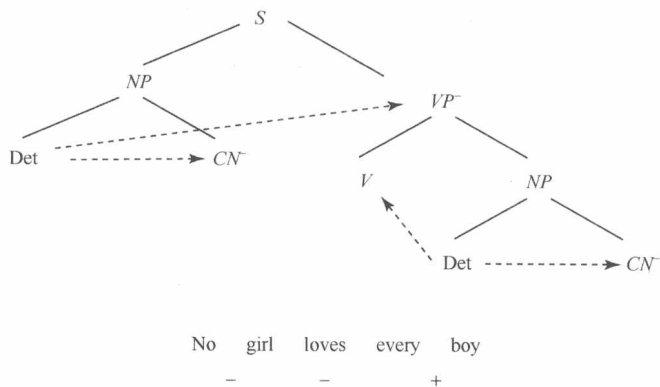 S
NP
VP⁻
Det
CN⁻
V
NP
Det
CN⁻
No girl loves every boy
– – +